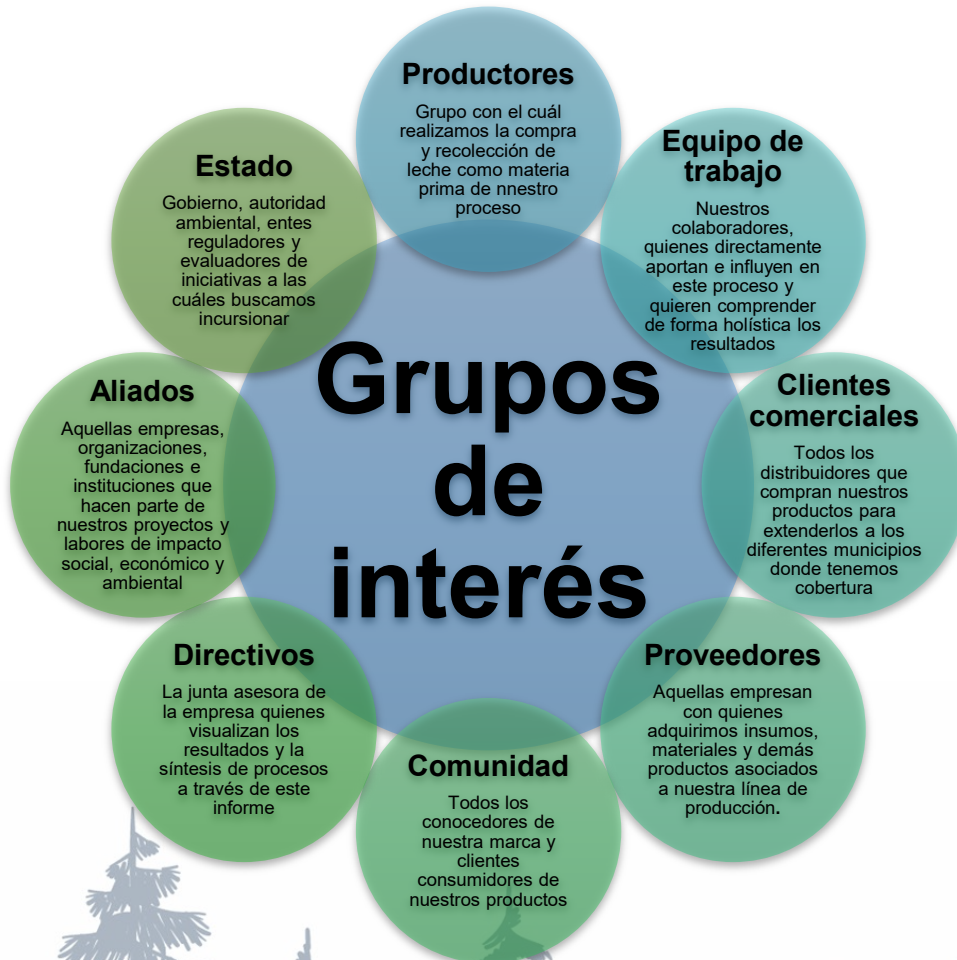 Productores
Grupo con el cuál
realizamos la compra
y recolección de
leche como materia
prima de nnestro
proceso
Equipo de
trabajo
Nuestros
colaboradores,
quienes directamente
aportan e influyen en
este proceso y
quieren comprender
de forma holística los
resultados
Clientes
comerciales
Todos los
distribuidores que
compran nuestros
productos para
extenderlos a los
diferentes municipios
donde tenemos
cobertura
Proveedores
Aquellas empresan
con quienes
adquirimos insumos,
materiales y demás
productos asociados
a nuestra línea de
producción.
Comunidad
Todos los
conocedores de
nuestra marca y
clientes
consumidores de
nuestros productos
Directivos
La junta asesora de
la empresa quienes
visualizan los
resultados y la
síntesis de procesos
a través de este
informe
Aliados
Aquellas empresas,
organizaciones,
fundaciones e
instituciones que
hacen parte de
nuestros proyectos y
labores de impacto
social, económico y
ambiental
Estado
Gobierno, autoridad
ambiental, entes
reguladores y
evaluadores de
iniciativas a las
cuáles buscamos
incursionar
Grupos
de
interés